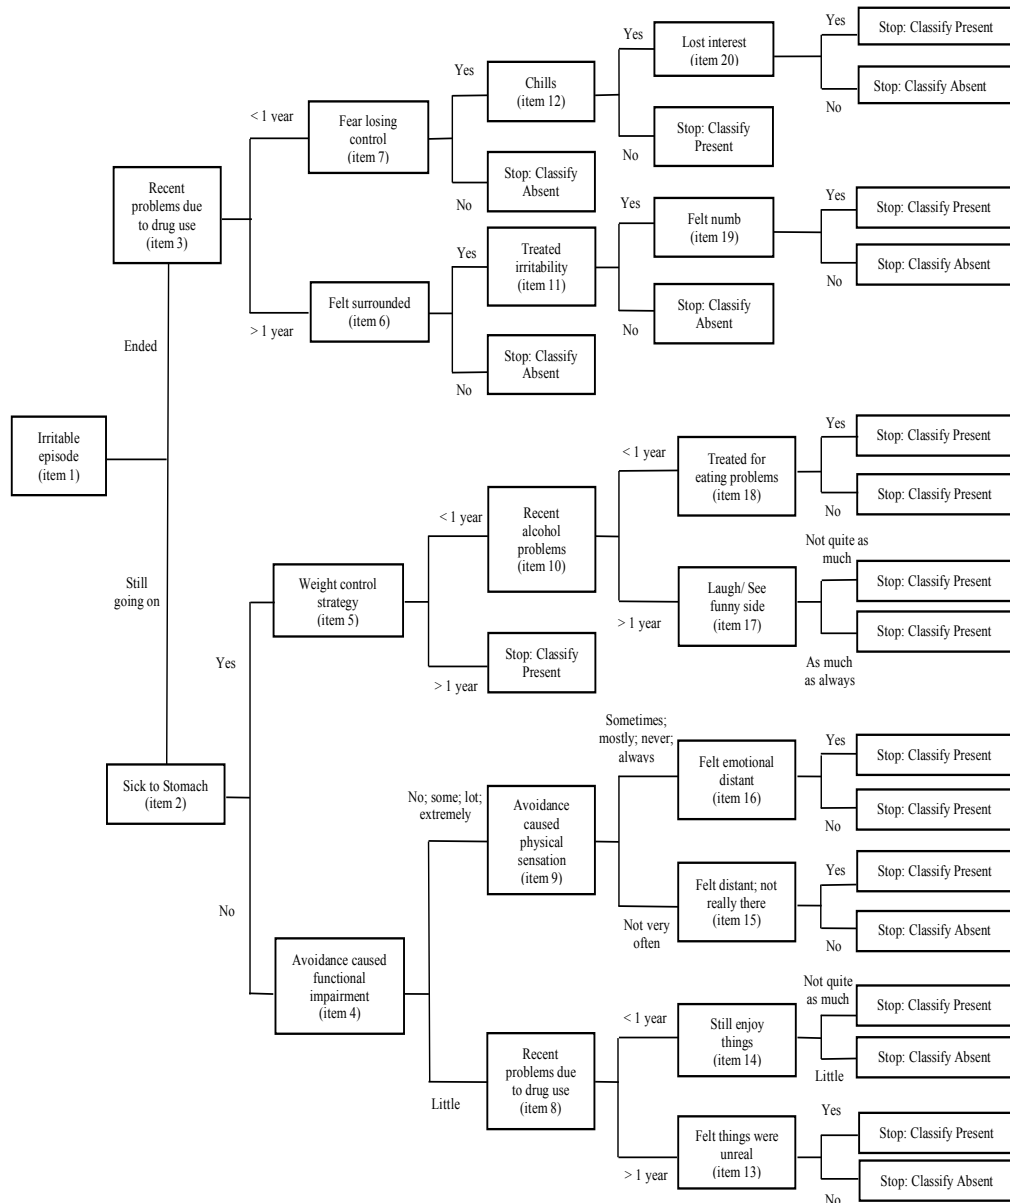 Yes
Stop: Classify Present
Yes
Lost interest
(item 20)
Yes
Chills
(item 12)
Stop: Classify Absent
No
< 1 year
Fear losing
control
(item 7)
Stop: Classify
Present
No
Stop: Classify
Absent
No
Recent
problems due
to drug use
(item 3)
Yes
Stop: Classify Present
Yes
Felt numb
(item 19)
Yes
Treated
irritability
(item 11)
Stop: Classify Absent
No
Felt surrounded
(item 6)
> 1 year
Stop: Classify
Absent
No
Stop: Classify
Absent
No
Ended
Irritable
episode
(item 1)
Yes
Stop: Classify Present
< 1 year
Treated for
eating problems
(item 18)
Stop: Classify Present
No
< 1 year
Recent
alcohol
problems
(item 10)
Not quite as
much
Stop: Classify Present
Still
going on
Weight control
strategy
(item 5)
> 1 year
Laugh/ See
funny side
(item 17)
Stop: Classify Present
As much
as always
Yes
Stop: Classify
Present
> 1 year
Sometimes;
mostly; never;
always
Yes
Stop: Classify Present
Sick to Stomach
(item 2)
Felt emotional
distant
(item 16)
No; some; lot;
extremely
Avoidance
caused
physical
sensation
(item 9)
Stop: Classify Present
No
Yes
Stop: Classify Present
No
Felt distant; not
really there
(item 15)
Not very
often
Stop: Classify Absent
No
Avoidance caused
functional
impairment
(item 4)
Not quite
as much
Stop: Classify Present
< 1 year
Still enjoy
things
(item 14)
Stop: Classify Absent
Little
Little
Recent
problems due
to drug use
(item 8)
Yes
Stop: Classify Present
> 1 year
Felt things were
unreal
(item 13)
Stop: Classify Absent
No